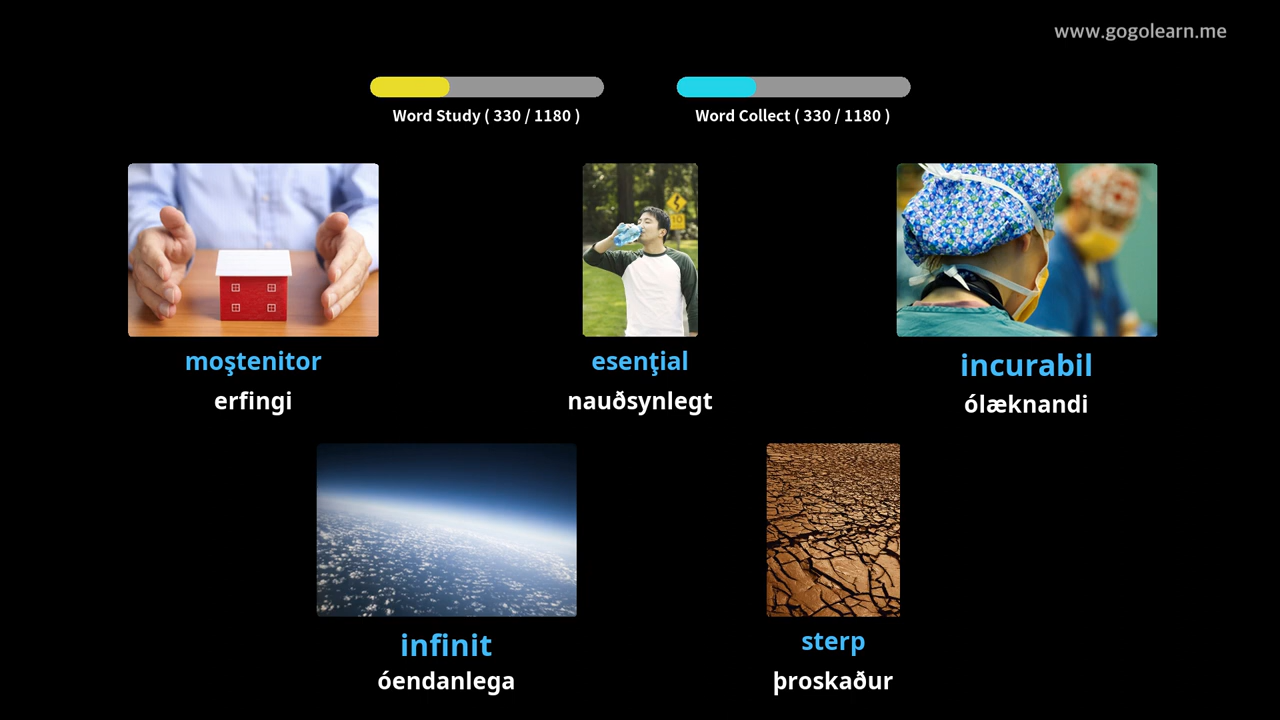 www.gogolearn.me
Word Study ( 330 / 1180 )
Word Collect ( 330 / 1180 )
moştenitor
erfingi
esenţial
nauðsynlegt
incurabil
ólæknandi
infinit
óendanlega
sterp
þroskaður